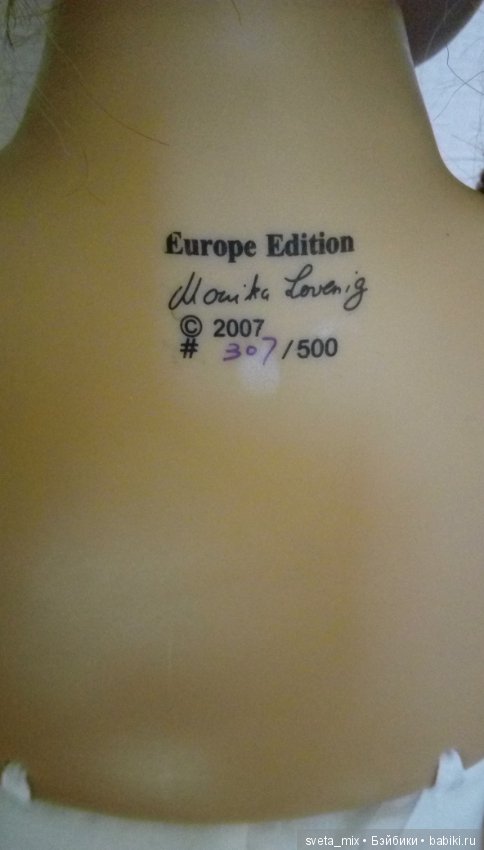 Europe Edition
Monika Levenig
© 2007
# 307/500
sveta_mix • Бэйбики • babiki.ru